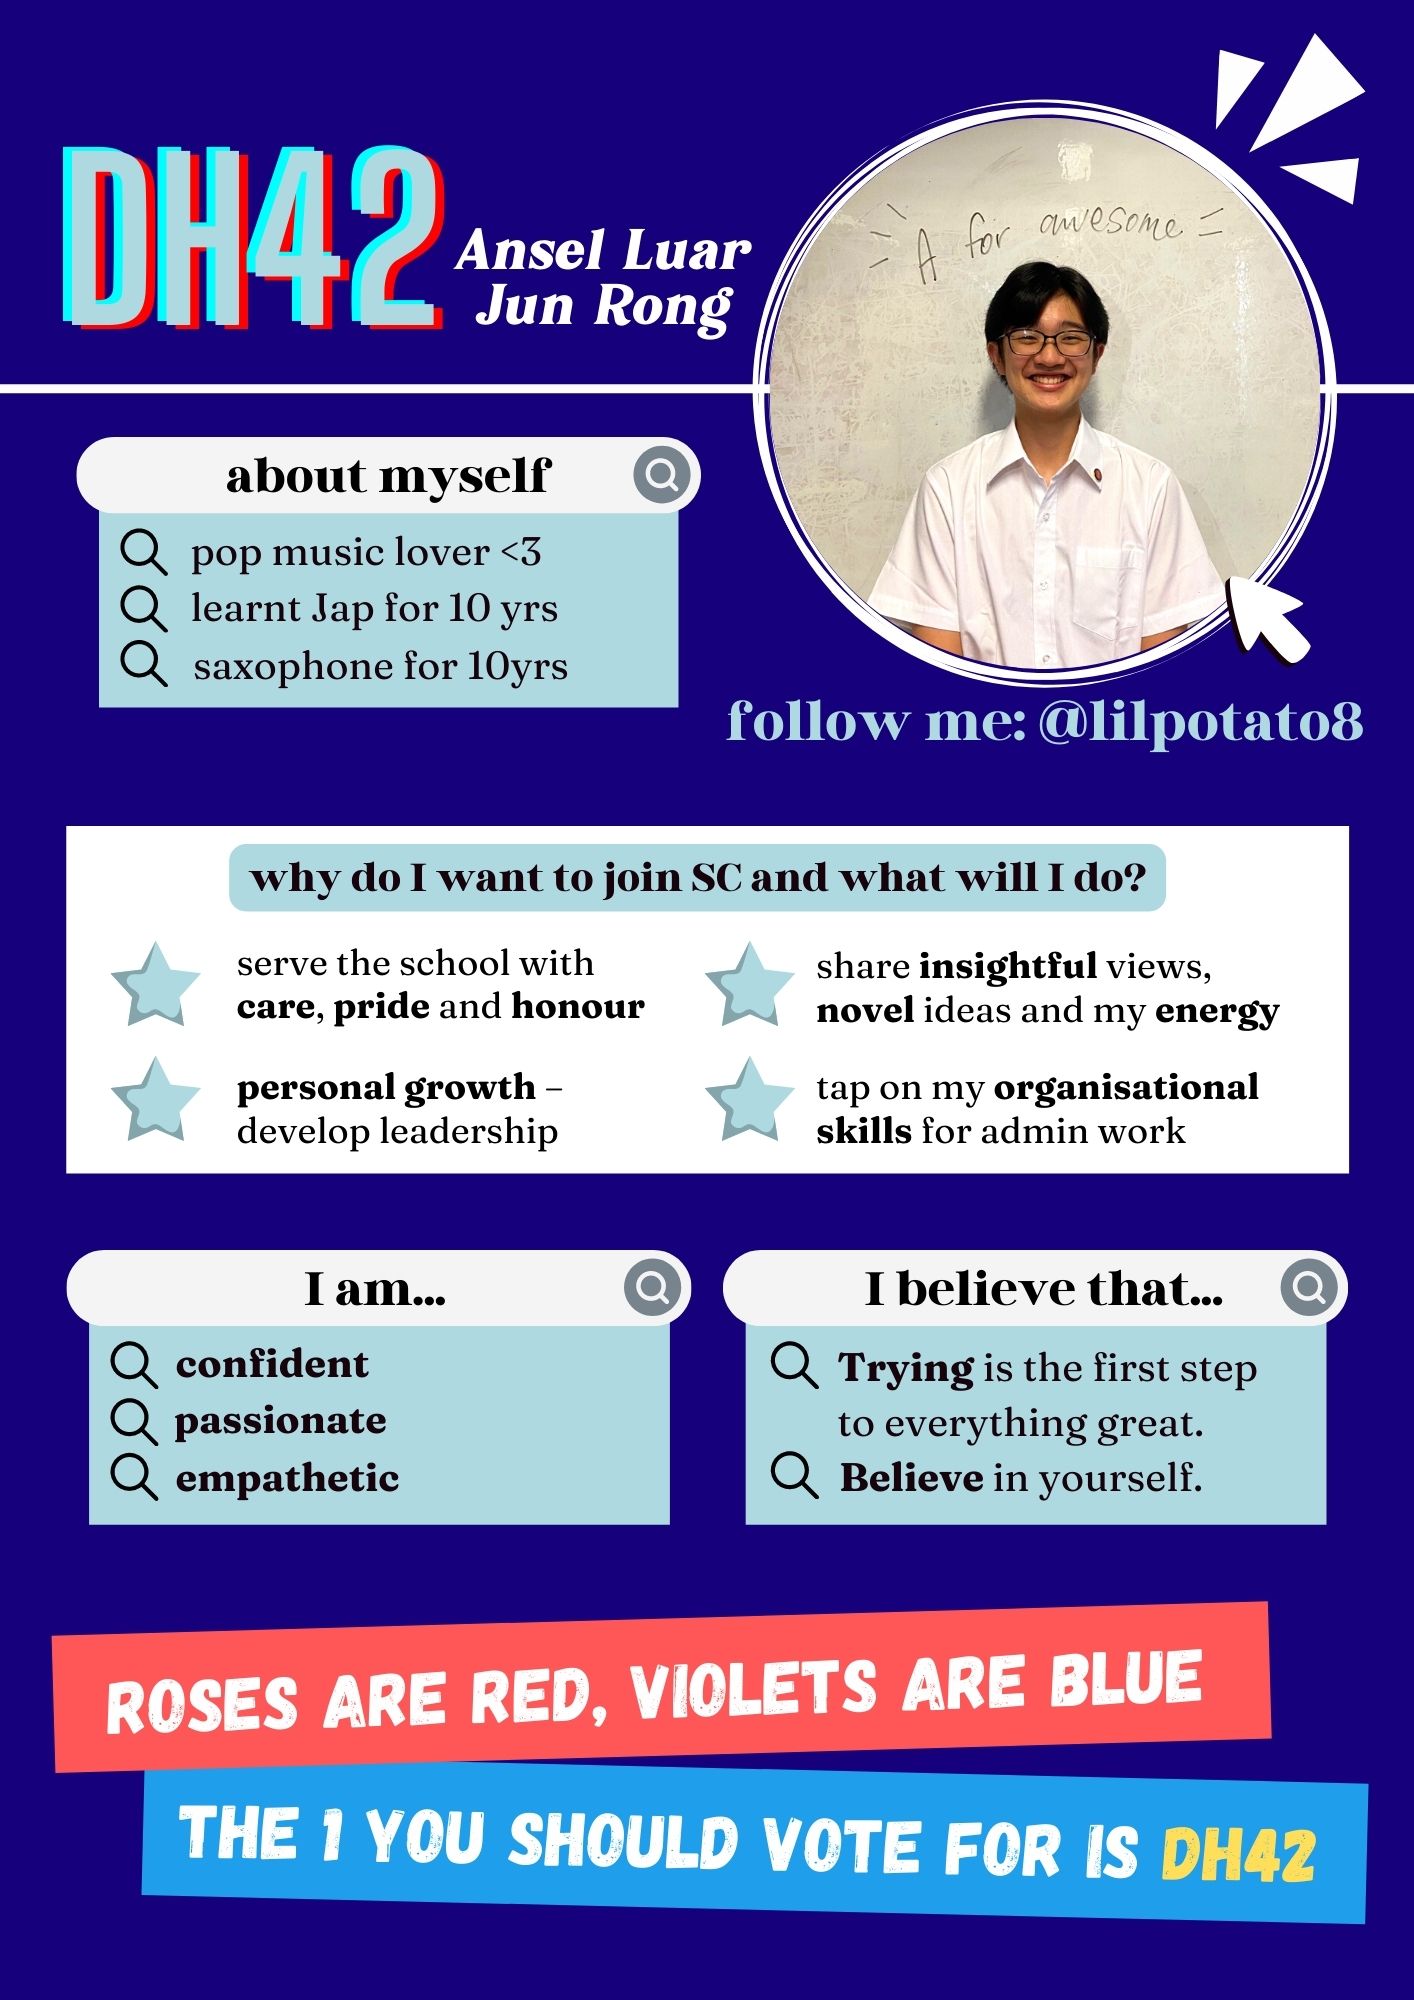 DH42
Ansel Luar
Jun Rong
A for awesome
about myself
pop music lover <3
learnt Jap for 10 yrs
saxophone for 10yrs
follow me: @lilpotato8
why do I want to join SC and what will I do?
serve the school with
care, pride and honour
share insightful views,
novel ideas and my energy
personal growth –
develop leadership
tap on my organisational
skills for admin work
I am...
confident
passionate
empathetic
I believe that...
Trying is the first step
to everything great.
Believe in yourself.
ROSES ARE RED, VIOLETS ARE BLUE
THE 1 YOU SHOULD VOTE FOR IS DH42